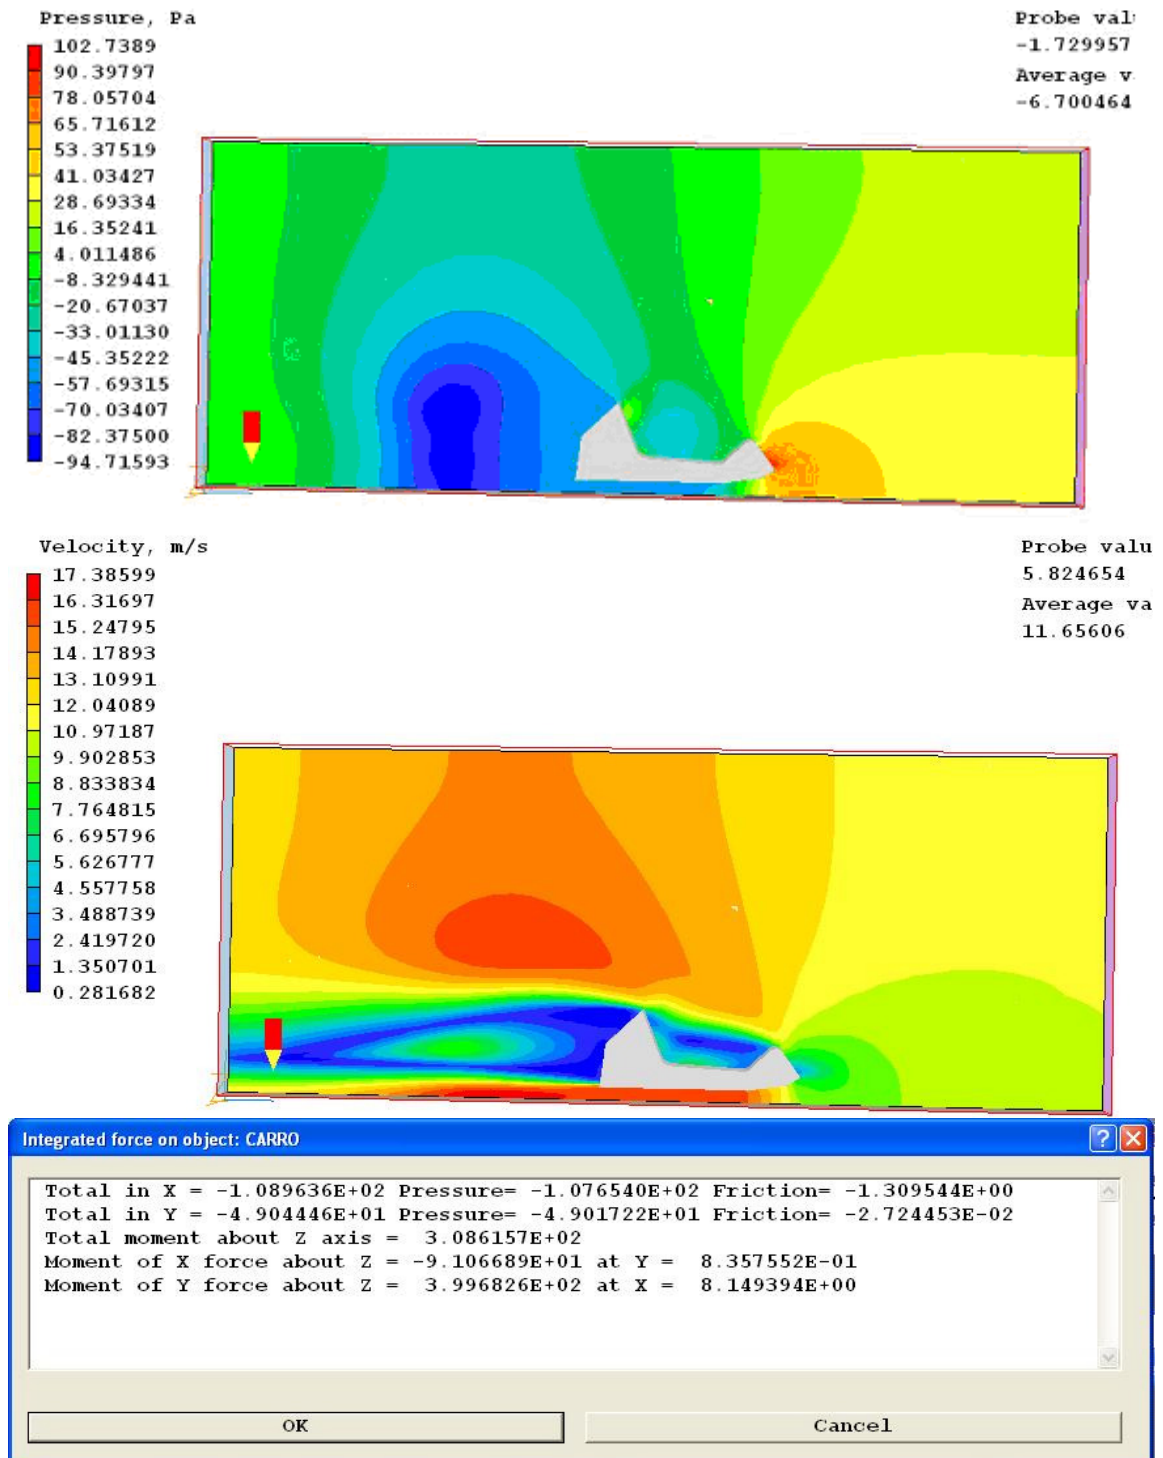 Pressure, Pa
102.7389
90.39797
78.05704
65.71612
53.37519
41.03427
28.69334
16.35241
4.011486
-8.329441
-20.67037
-33.01130
-45.35222
-57.69315
-70.03407
-82.37500
-94.71593
Probe val
-1.729957
Average v
-6.700464
Velocity, m/s
17.38599
16.31697
15.24795
14.17893
13.10991
12.04089
10.97187
9.902853
8.833834
7.764815
6.695796
5.626777
4.557758
3.488739
2.419720
1.350701
0.281682
Probe valu
5.824654
Average va
11.65606
Integrated force on object: CARRO
Total in X = -1.089636E+02 Pressure= -1.076540E+02 Friction= -1.309544E+00
Total in Y = -4.904446E+01 Pressure= -4.901722E+01 Friction= -2.724453E-02
Total moment about Z axis = 3.086157E+02
Moment of X force about Z = -9.106689E+01 at Y = 8.357552E-01
Moment of Y force about Z = 3.996826E+02 at X = 8.149394E+00
OK
Cancel